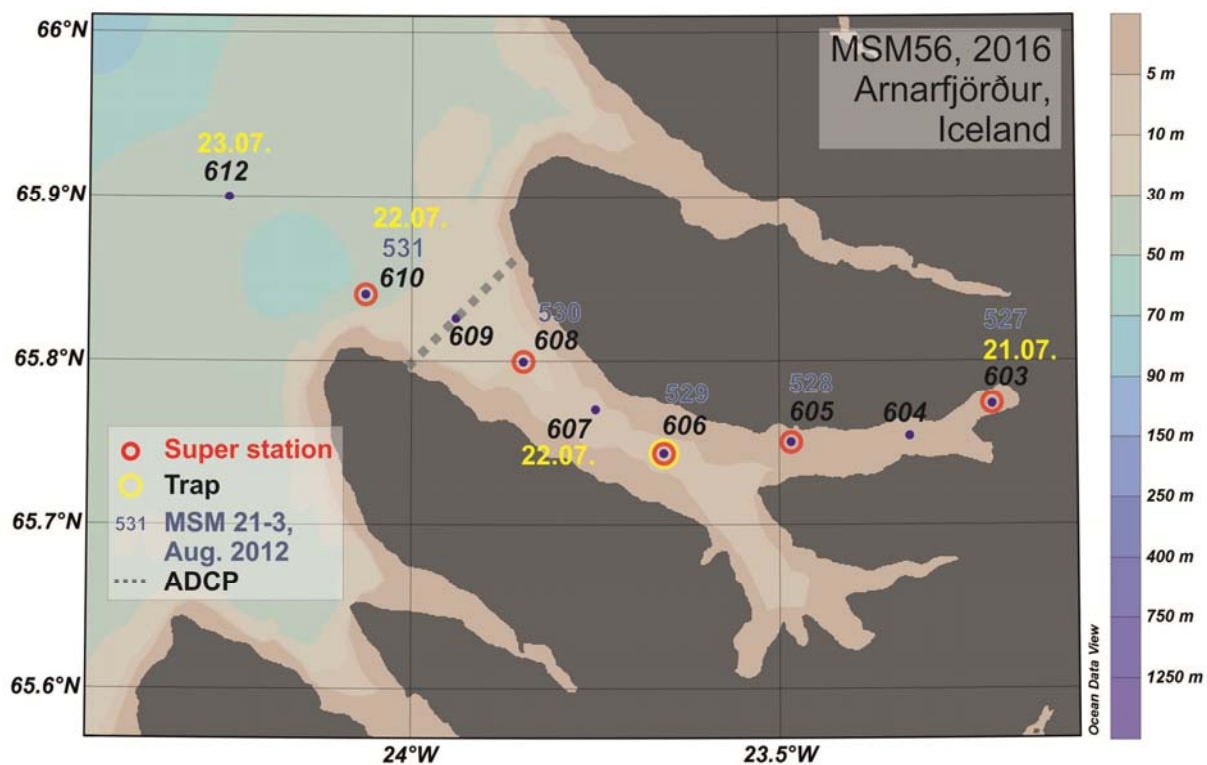 66°N
65.9°N
65.8°N
65.7°N
65.6°N
24°W
23.5°W
MSM56, 2016
Arnarfjörður,
Iceland
23.07.
612
22.07.
531
610
609
530
608
607
22.07.
529
606
528
605
604
527
21.07.
603
Super station
Trap
531 MSM 21-3,
Aug. 2012
ADCP
5 m
10 m
30 m
50 m
70 m
90 m
150 m
250 m
400 m
750 m
1250 m
Ocean Data View